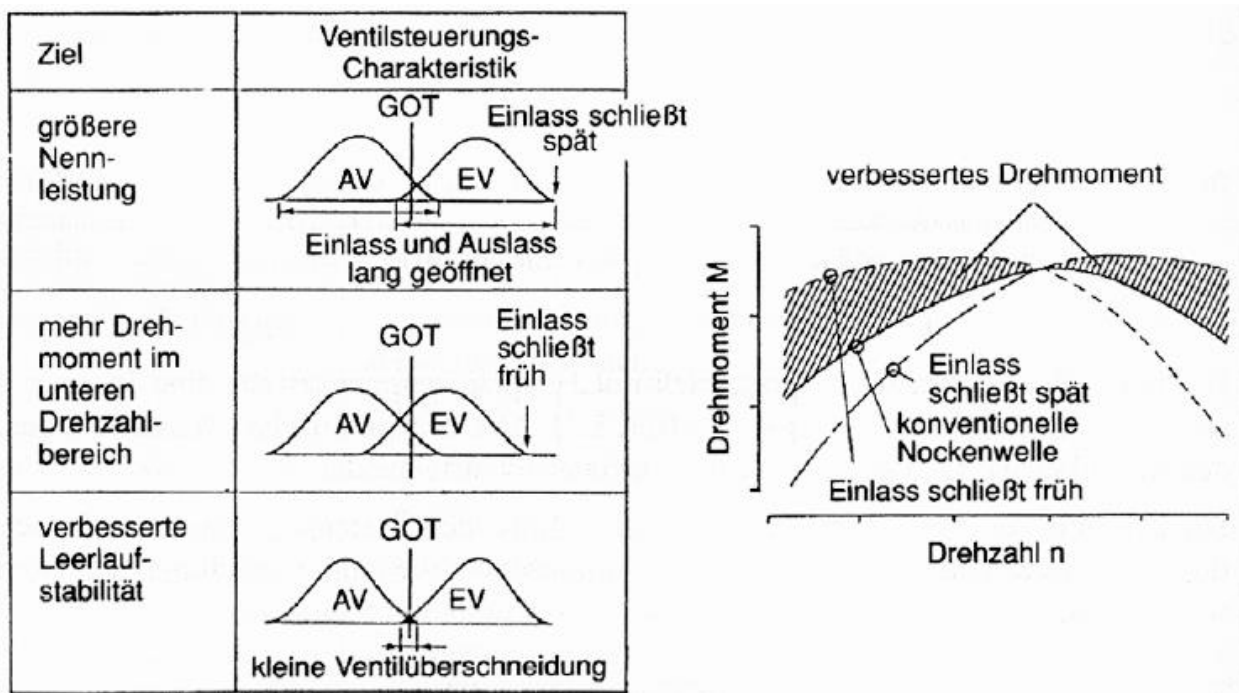 Ziel
Ventilsteuerungs-
Charakteristik
größere
Nenn-
leistung
GOT
Einlass schließt
spät
AV
EV
Einlass und Auslass
lang geöffnet
mehr Dreh-
moment im
unteren
Drehzahl-
bereich
GOT
Einlass
schließt
früh
AV
EV
verbesserte
Leerlauf-
stabilität
GOT
AV
EV
kleine Ventilüberschneidung
verbessertes Drehmoment
Drehmoment M
Einlass
schließt spät
konventionelle
Nockenwelle
Einlass schließt früh
Drehzahl n